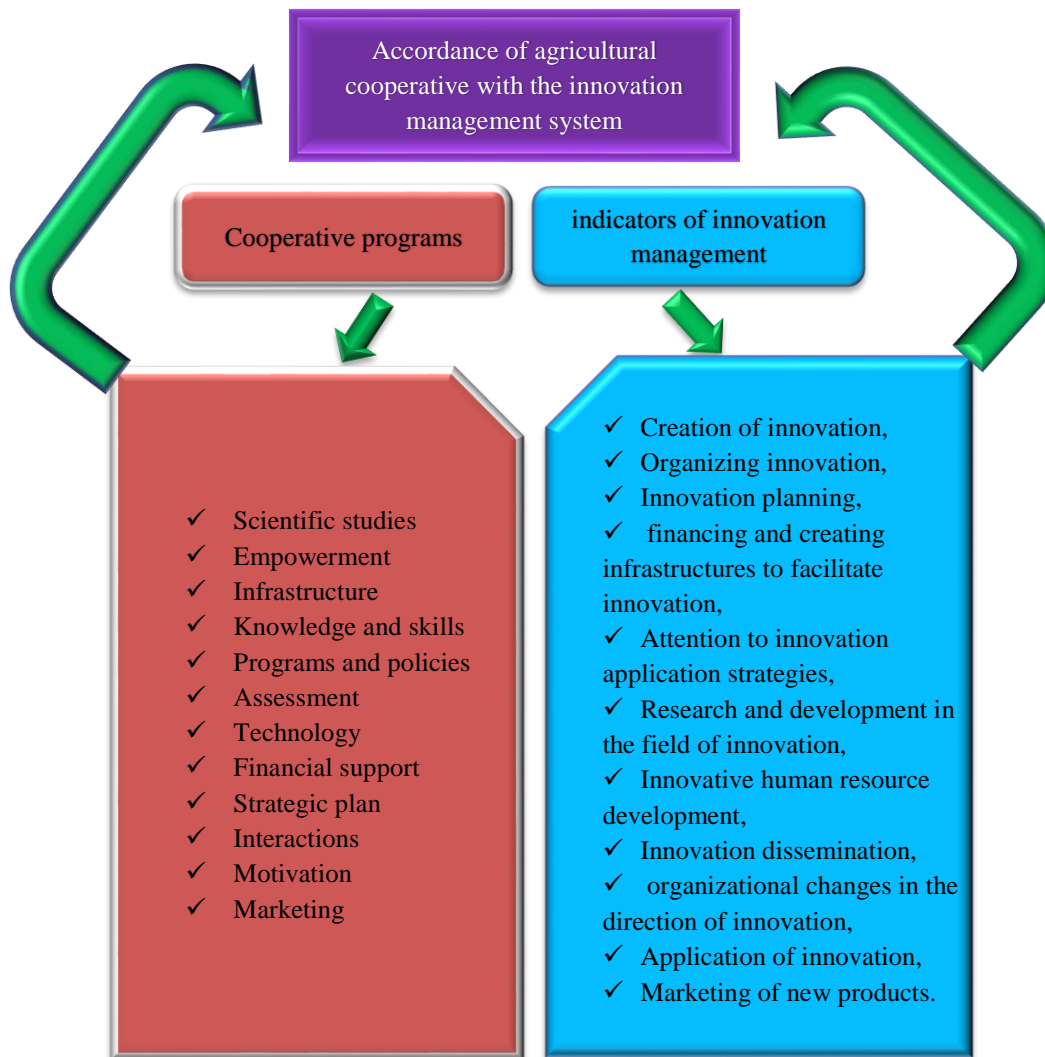 Accordance of agricultural
cooperative with the innovation
management system
Cooperative programs
indicators of innovation
management
✓ Scientific studies
✓ Empowerment
✓ Infrastructure
✓ Knowledge and skills
✓ Programs and policies
✓ Assessment
✓ Technology
✓ Financial support
✓ Strategic plan
✓ Interactions
✓ Motivation
✓ Marketing
✓ Creation of innovation,
✓ Organizing innovation,
✓ Innovation planning,
✓ financing and creating
infrastructures to facilitate
innovation,
✓ Attention to innovation
application strategies,
✓ Research and development in
the field of innovation,
✓ Innovative human resource
development,
✓ Innovation dissemination,
✓ organizational changes in the
direction of innovation,
✓ Application of innovation,
✓ Marketing of new products.